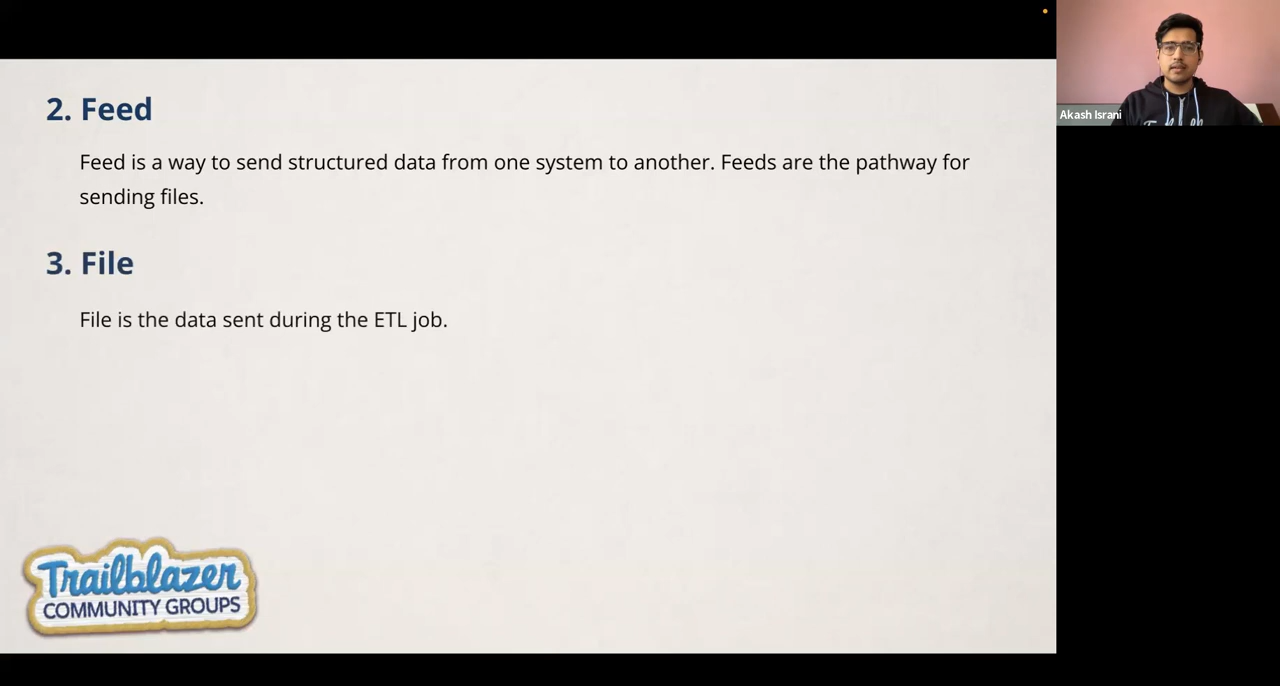 2. Feed
Feed is a way to send structured data from one system to another. Feeds are the pathway for
sending files.
3. File
File is the data sent during the ETL job.
Trailblazer
COMMUNITY GROUPS
Akash Israni